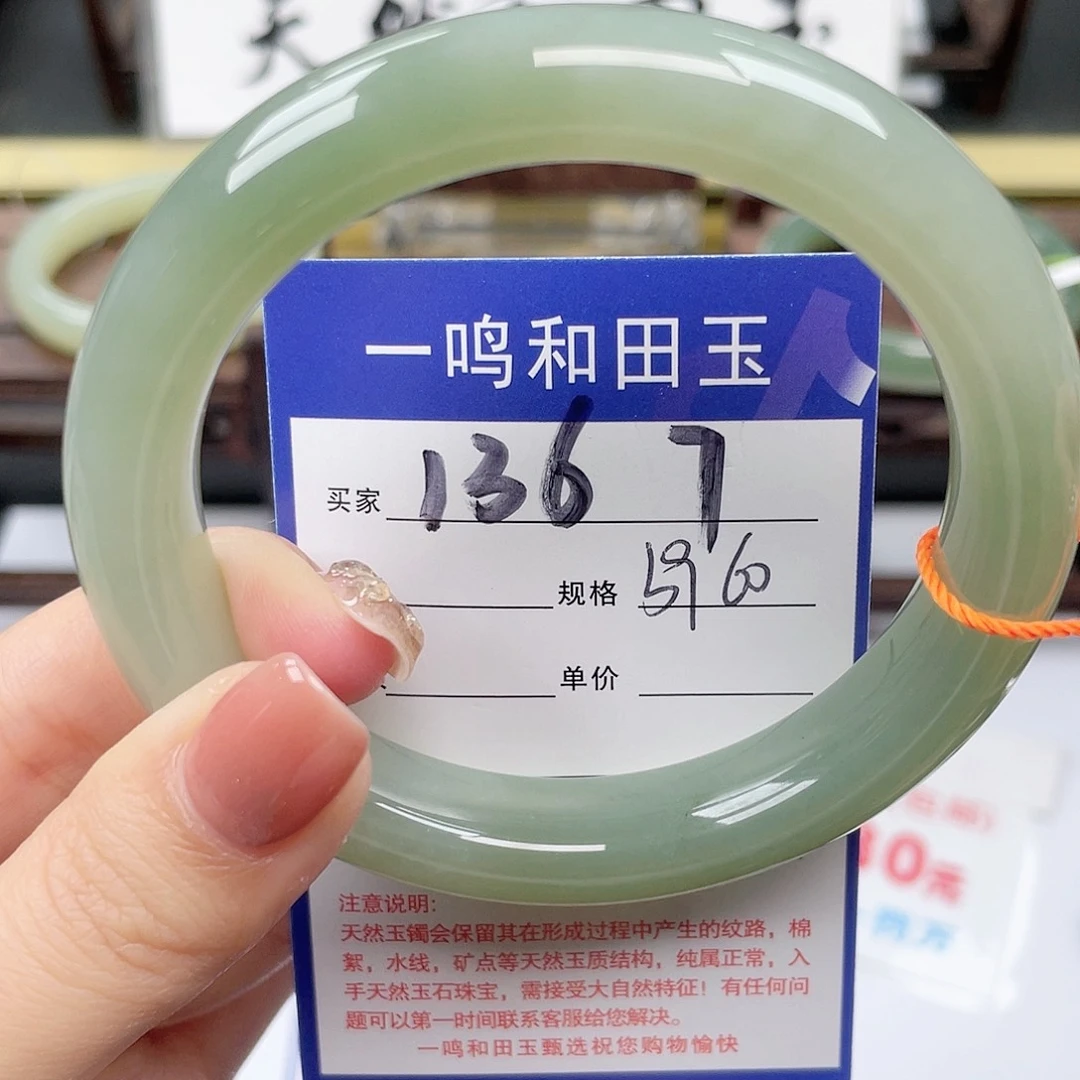 一鸣和田玉
买家 136 7
规格 60
单价
30元
注意说明:
天然玉镯会保留其在形成过程中产生的纹路，棉
絮，水线，矿点等天然玉质结构，纯属正常，入
手天然玉石珠宝，需接受大自然特征！有任何问
题可以第一时间联系客服给您解决。
一鸣和田玉甄选祝您购物愉快